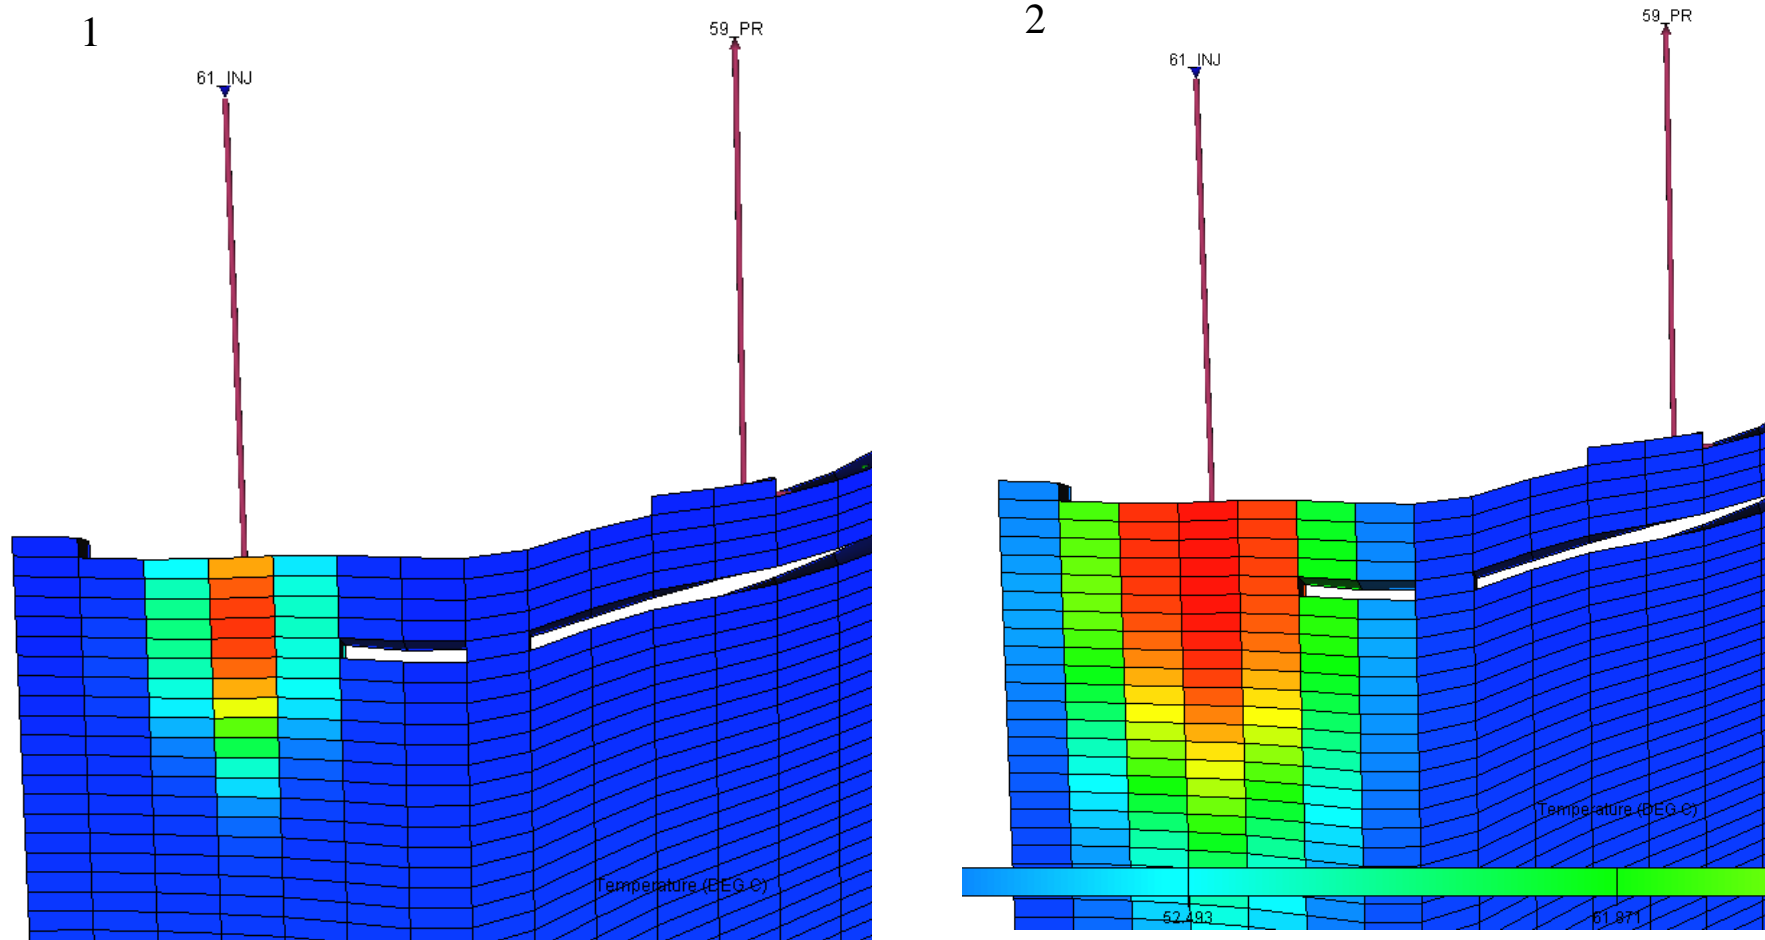 1
59_PR
61_INJ
Temperature (DEG C)
2
59_PR
61_INJ
Temperature (DEG C)
52.493
61.871